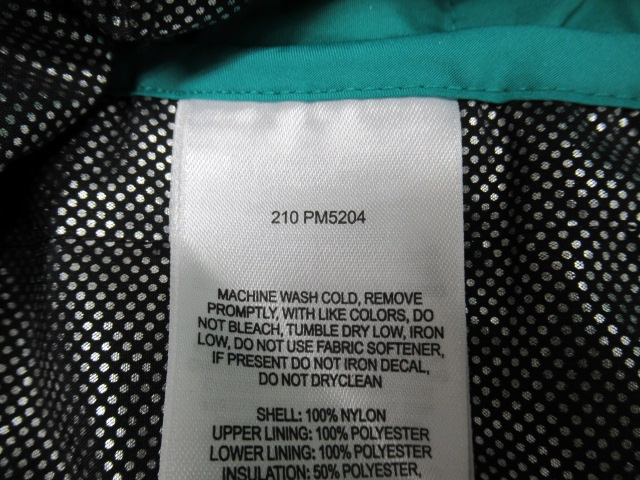 210 PM5204
MACHINE WASH COLD, REMOVE
PROMPTLY, WITH LIKE COLORS, DO
NOT BLEACH, TUMBLE DRY LOW, IRON
LOW, DO NOT USE FABRIC SOFTENER,
IF PRESENT DO NOT IRON DECAL,
DO NOT DRYCLEAN
SHELL: 100% NYLON
UPPER LINING: 100% POLYESTER
LOWER LINING: 100% POLYESTER
INSULATION: 50% POLYESTER,